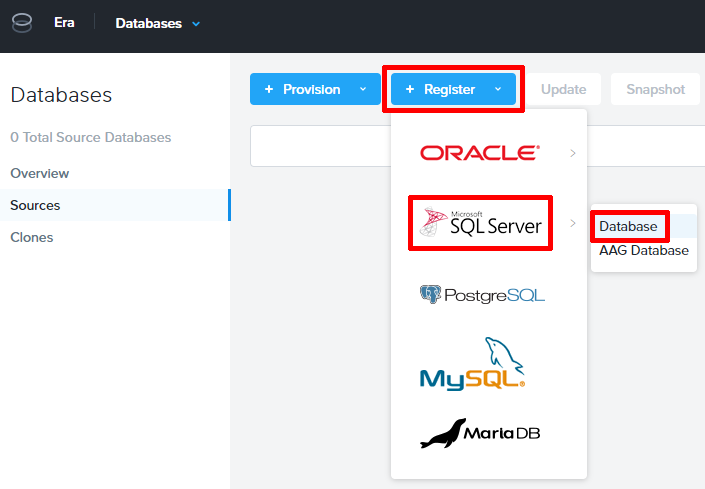 Era
Databases
Databases
0 Total Source Databases
Overview
Sources
Clones
+ Provision
+ Register
Update
Snapshot
ORACLE®
Microsoft
SQL Server
Database
AAG Database
PostgreSQL
MySQL®
MariaDB